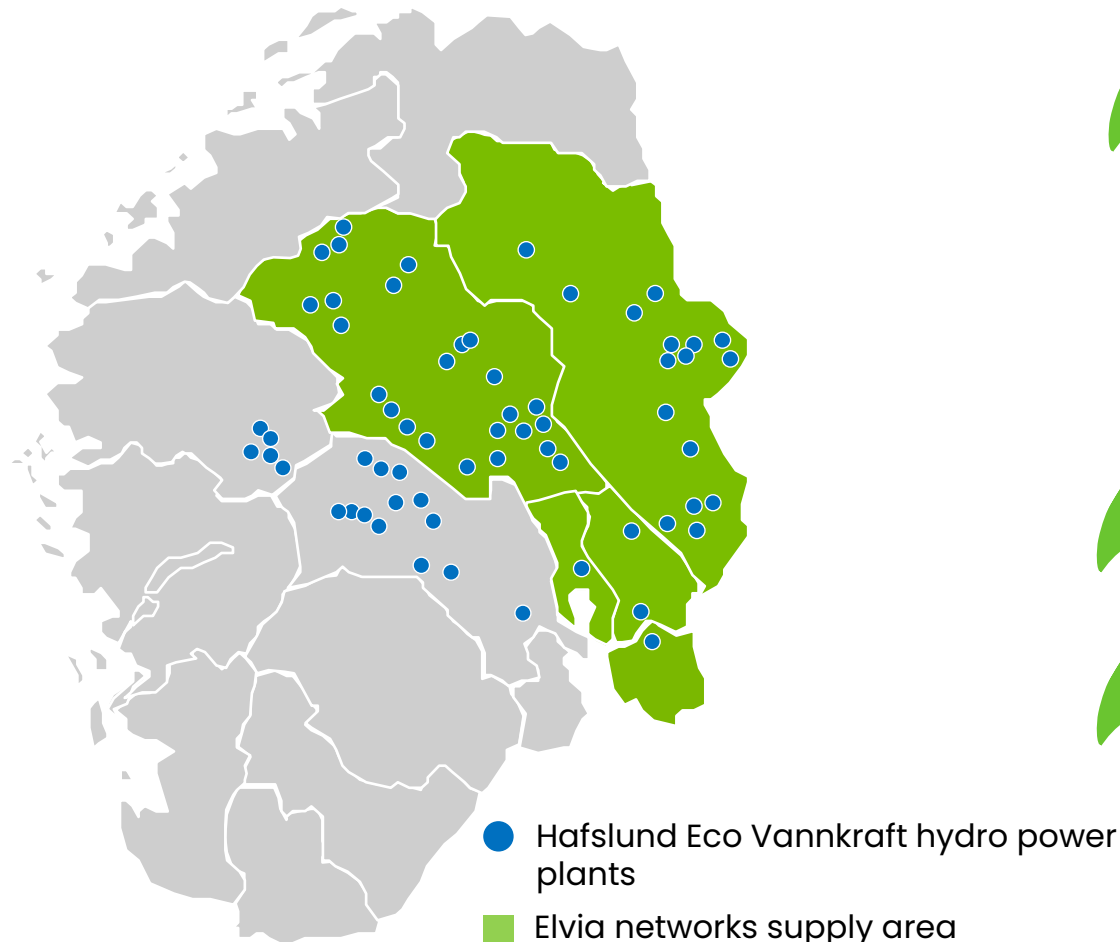 Hafslund Eco Vannkraft hydro power
plants
Elvia networks supply area